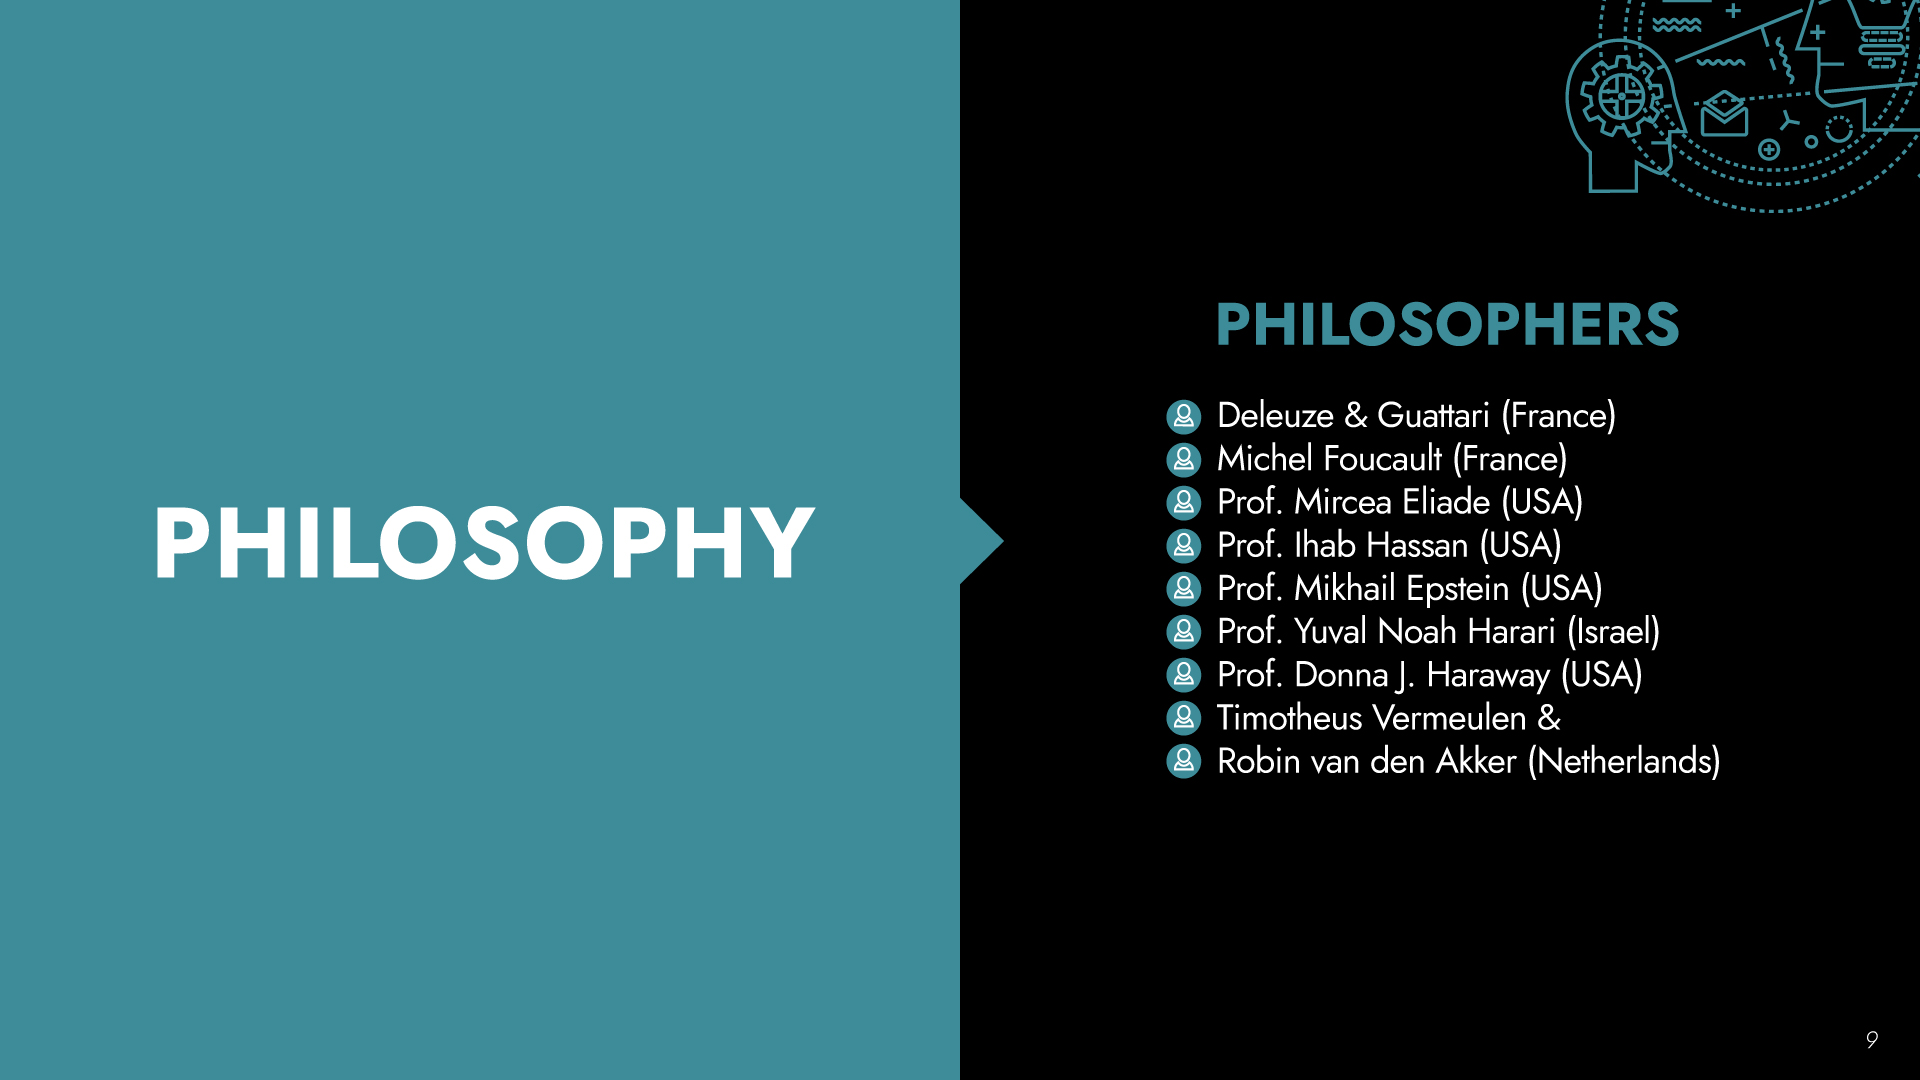 PHILOSOPHY
PHILOSOPHERS
Deleuze & Guattari (France)
Michel Foucault (France)
Prof. Mircea Eliade (USA)
Prof. Ihab Hassan (USA)
Prof. Mikhail Epstein (USA)
Prof. Yuval Noah Harari (Israel)
Prof. Donna J. Haraway (USA)
Timotheus Vermeulen &
Robin van den Akker (Netherlands)
9